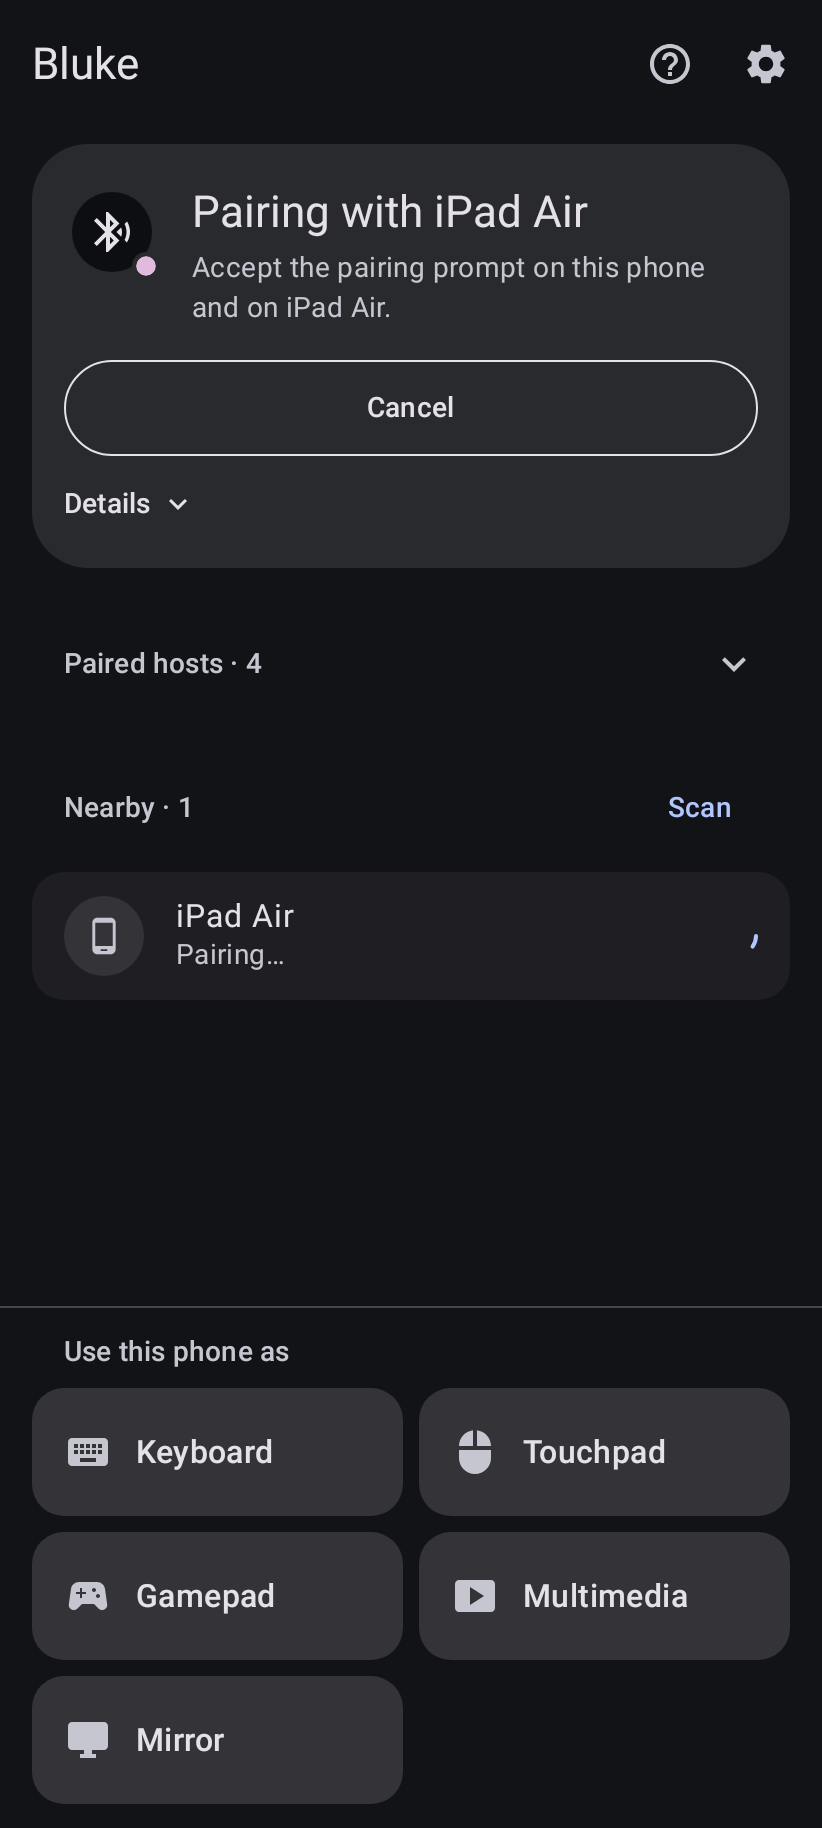 Bluke
Pairing with iPad Air
Accept the pairing prompt on this phone
and on iPad Air.
Cancel
Details
Paired hosts · 4
Nearby · 1
Scan
iPad Air
Pairing…
Use this phone as
Keyboard
Touchpad
Gamepad
Multimedia
Mirror